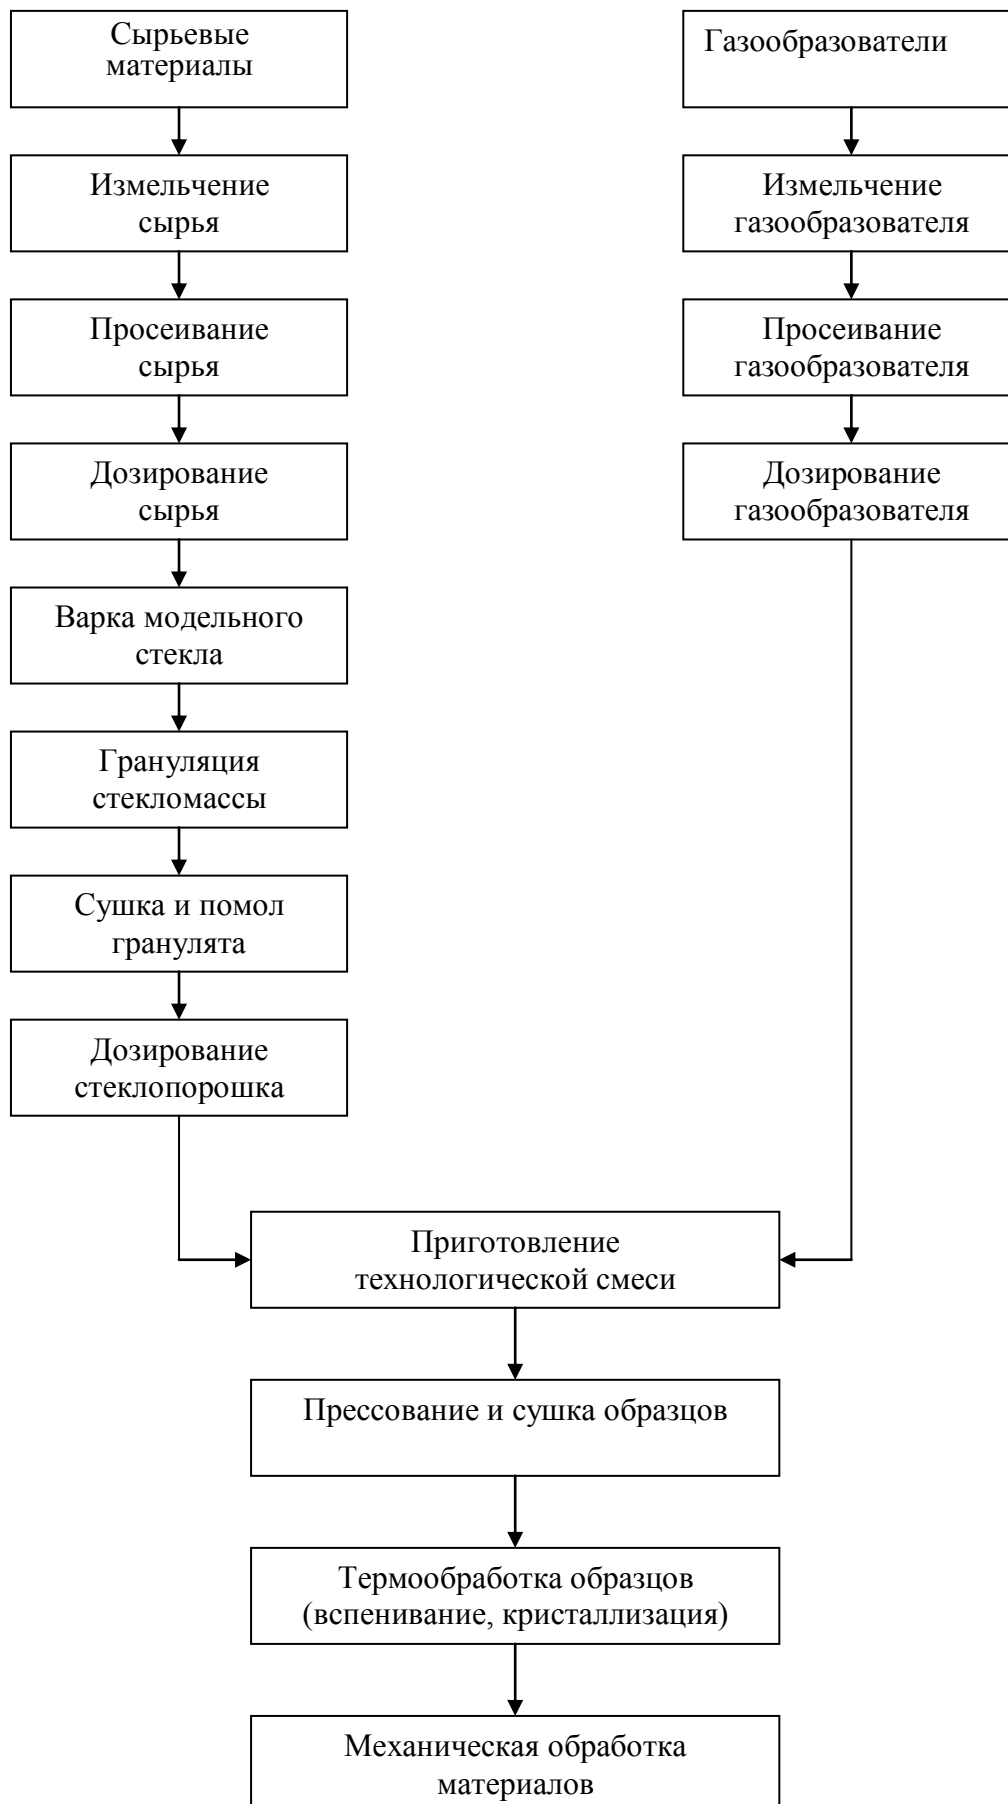 Сырьевые
материалы
Измельчение
сырья
Просеивание
сырья
Дозирование
сырья
Варка модельного
стекла
Грануляция
стекломассы
Сушка и помол
гранулята
Дозирование
стеклопорошка
Газообразователи
Измельчение
газообразователя
Просеивание
газообразователя
Дозирование
газообразователя
Приготовление
технологической смеси
Прессование и сушка образцов
Термообработка образцов
(вспенивание, кристаллизация)
Механическая обработка
материалов